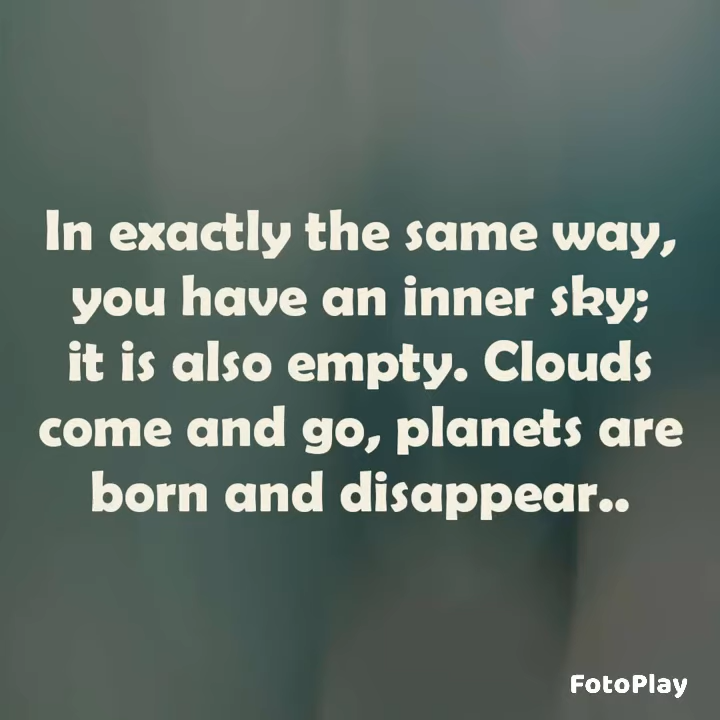 In exactly the same way,
you have an inner sky;
it is also empty. Clouds
come and go, planets are
born and disappear..
FotoPlay